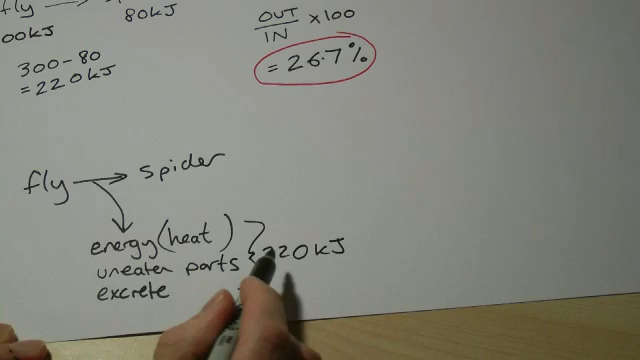 fly →
80kJ
00kJ
300-80
= 220kJ
OUT/IN ×100
= 26.7%
fly → spider
energy (heat)
uneaten parts
excrete
220kJ